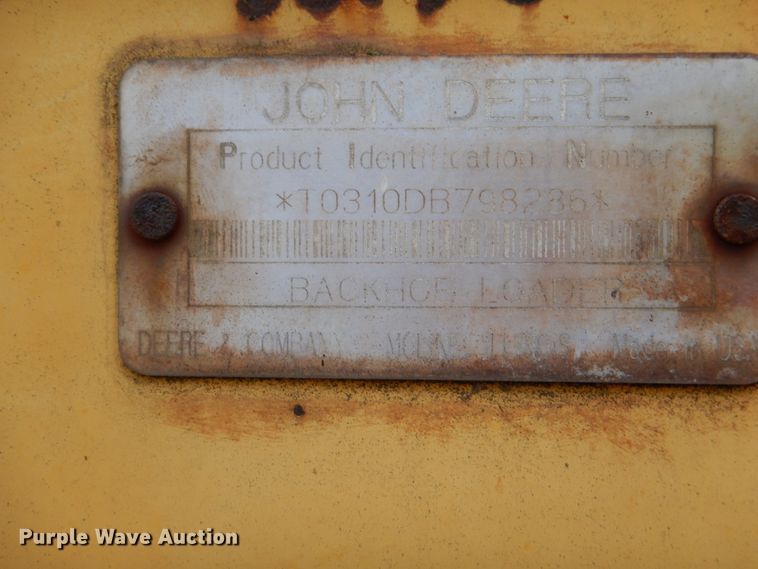 JOHN DEERE
Product Identification Number
*T0310DB798236*
BACKHOE LOADER
DEERE & COMPANY MOLINE, ILLINOIS Made in USA
Purple Wave Auction